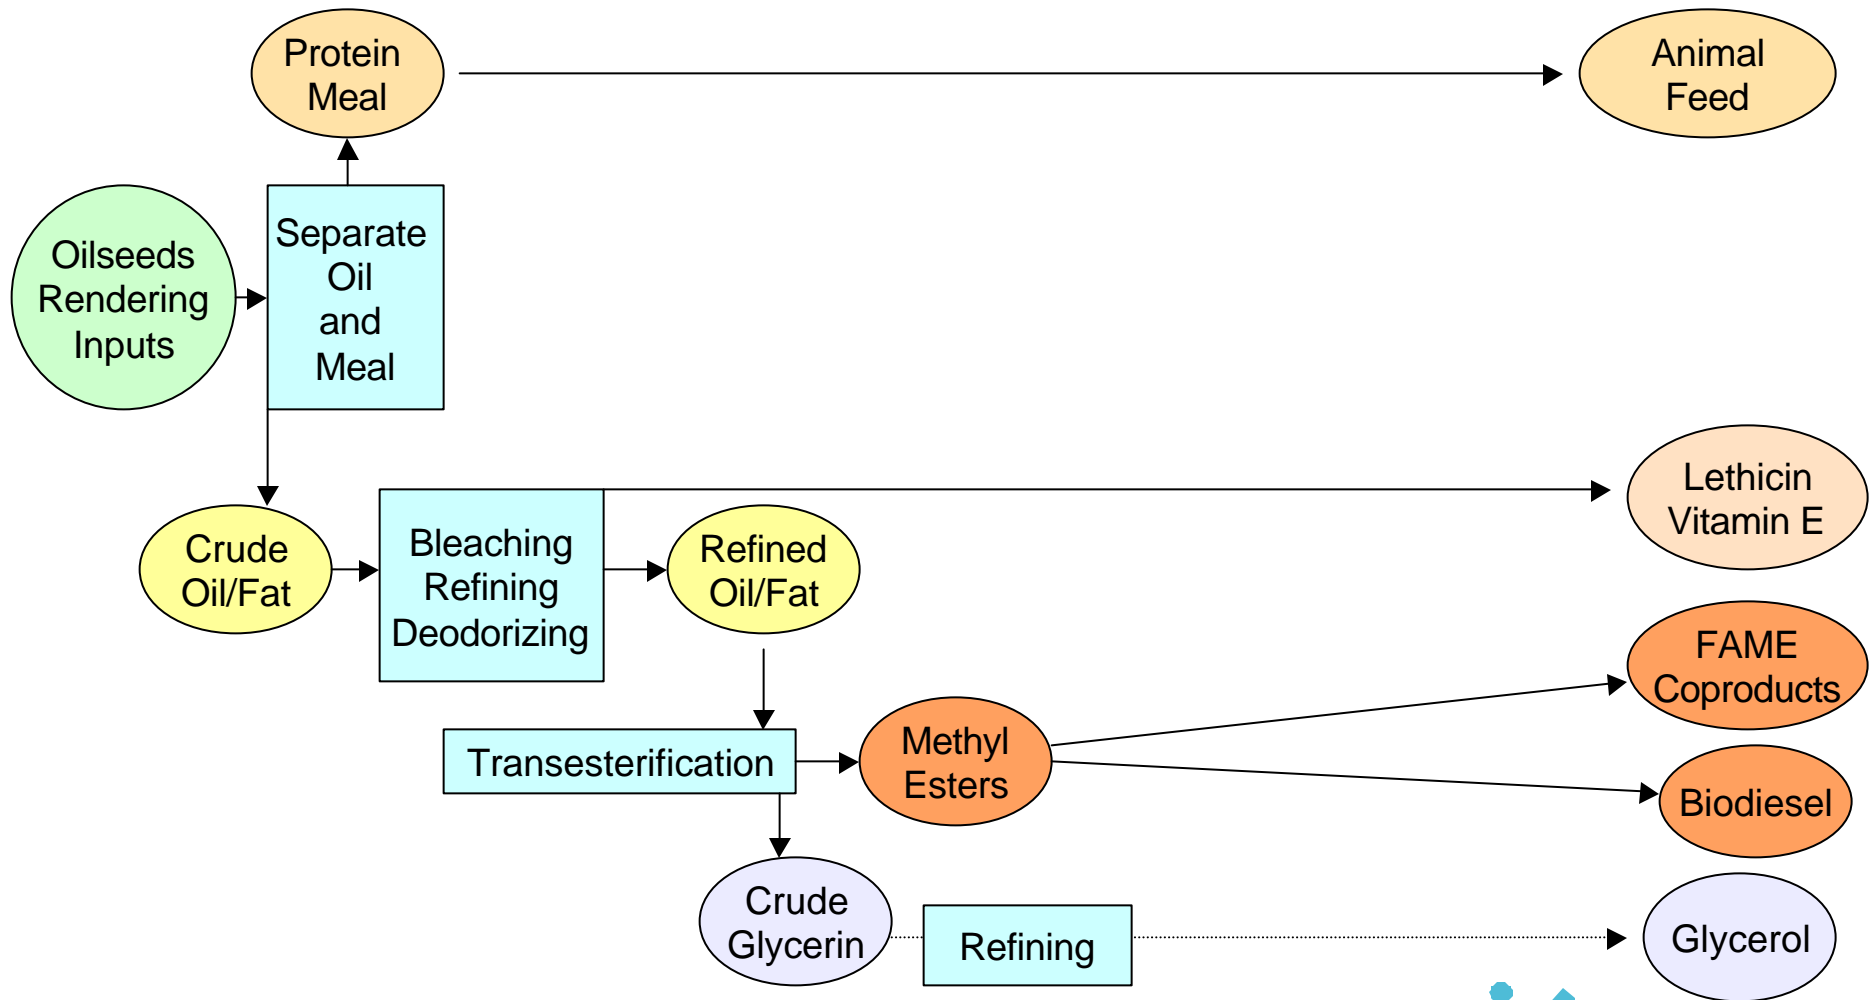 Protein
Meal
Animal
Feed
Oilseeds
Rendering
Inputs
Separate
Oil
and
Meal
Lethicin
Vitamin E
Crude
Oil/Fat
Bleaching
Refining
Deodorizing
Refined
Oil/Fat
FAME
Coproducts
Transesterification
Methyl
Esters
Biodiesel
Crude
Glycerin
Refining
Glycerol